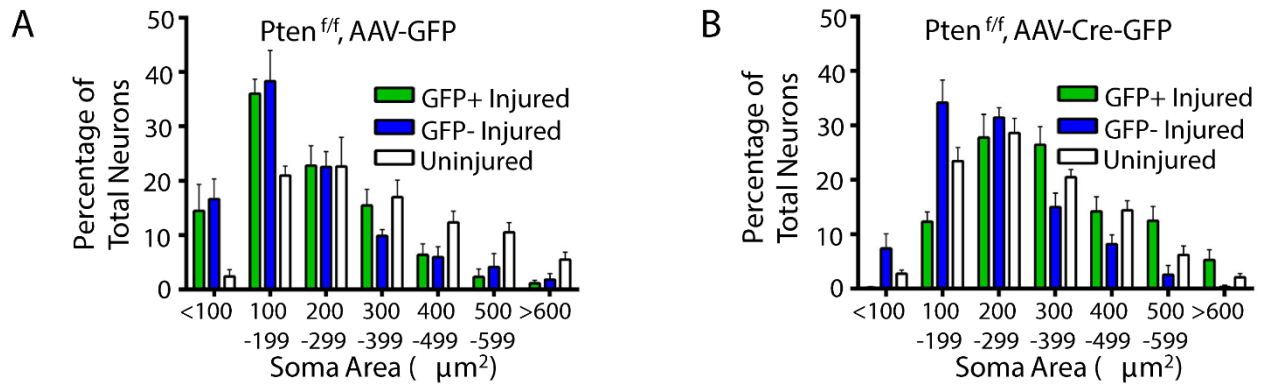 A
Pten f/f, AAV-GFP
Percentage of
Total Neurons
50
40
30
20
10
0
GFP+ Injured
GFP- Injured
Uninjured
<100 100 200 300 400 500 >600
-199 -299 -399 -499 -599
Soma Area ( μm²)
B
Pten f/f, AAV-Cre-GFP
Percentage of
Total Neurons
50
40
30
20
10
0
GFP+ Injured
GFP- Injured
Uninjured
<100 100 200 300 400 500 >600
-199 -299 -399 -499 -599
Soma Area ( μm²)